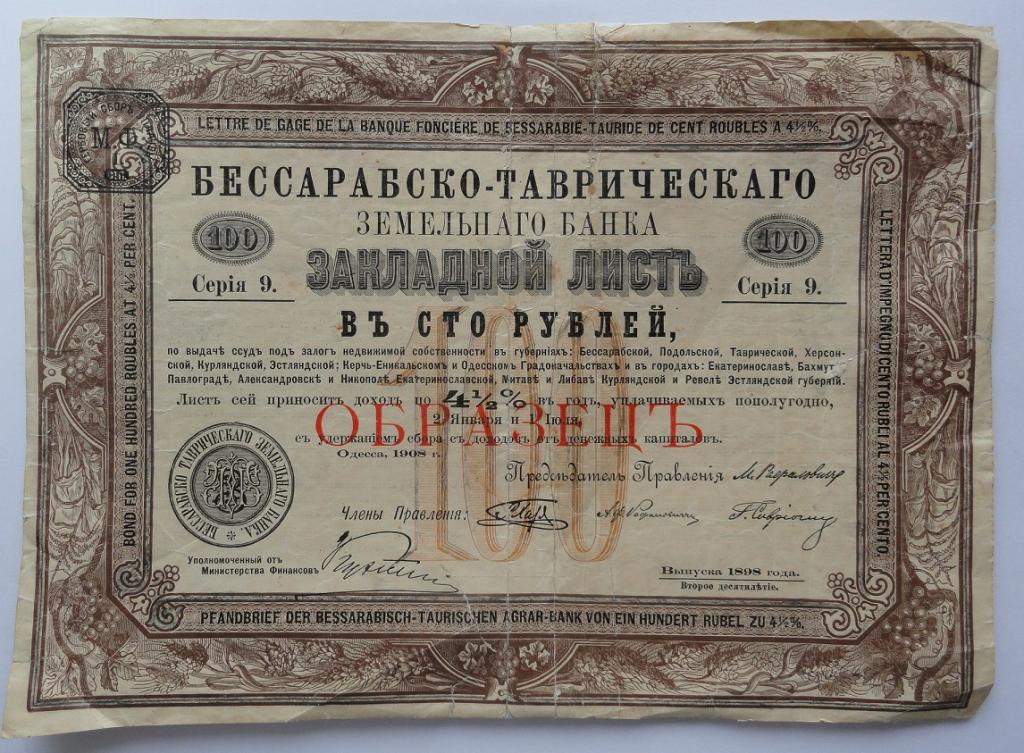 LETTRE DE GAGE DE LA BANQUE FONCIÈRE DE BESSARABIE-TAURIDE DE CENT ROUBLES A 4½%.
М.Ф.
БЕССАРАБСКО-ТАВРИЧЕСКАГО
ЗЕМЕЛЬНАГО БАНКА
100
100
ЗАКЛАДНОЙ ЛИСТЪ
Серія 9.
Серія 9.
ВЪ СТО РУБЛЕЙ,
100
по выдачѣ ссудъ подъ залогъ недвижимой собственности въ губерніяхъ: Бессарабской, Подольской, Таврической, Херсон-
ской, Курляндской, Эстляндской; Керчь-Еникальскомъ и Одесскомъ Градоначальствахъ и въ городахъ: Екатеринославѣ, Бахмутѣ
Павлоградѣ, Александровскѣ и Никополѣ Екатеринославской, Митавѣ и Либавѣ Курляндской и Ревелѣ Эстляндской губерній.
Листъ сей приноситъ доходъ по 4½% въ годъ, уплачиваемыхъ пополугодно,
ОБРАЗЕЦЪ
2 Января и 1 Іюля,
съ удержаніемъ сбора съ доходовъ отъ денежныхъ капиталовъ.
Одесса, 1908 г.
Предсѣдатель Правленія
Члены Правленія:
БЕССАРАБСКО ТАВРИЧЕСКАГО ЗЕМЕЛЬНАГО БАНКА.
Уполномоченный отъ
Министерства Финансовъ
Выпуска 1898 года.
Второе десятилѣтіе.
PFANDBRIEF DER BESSARABISCH-TAURISCHEN AGRAR-BANK VON EIN HUNDERT RUBEL ZU 4½%.
BOND FOR ONE HUNDRED ROUBLES AT 4½ PER CENT.
LETTERA D'IMPEGNO DI CENTO RUBEL AL 4½ PER CENTO.